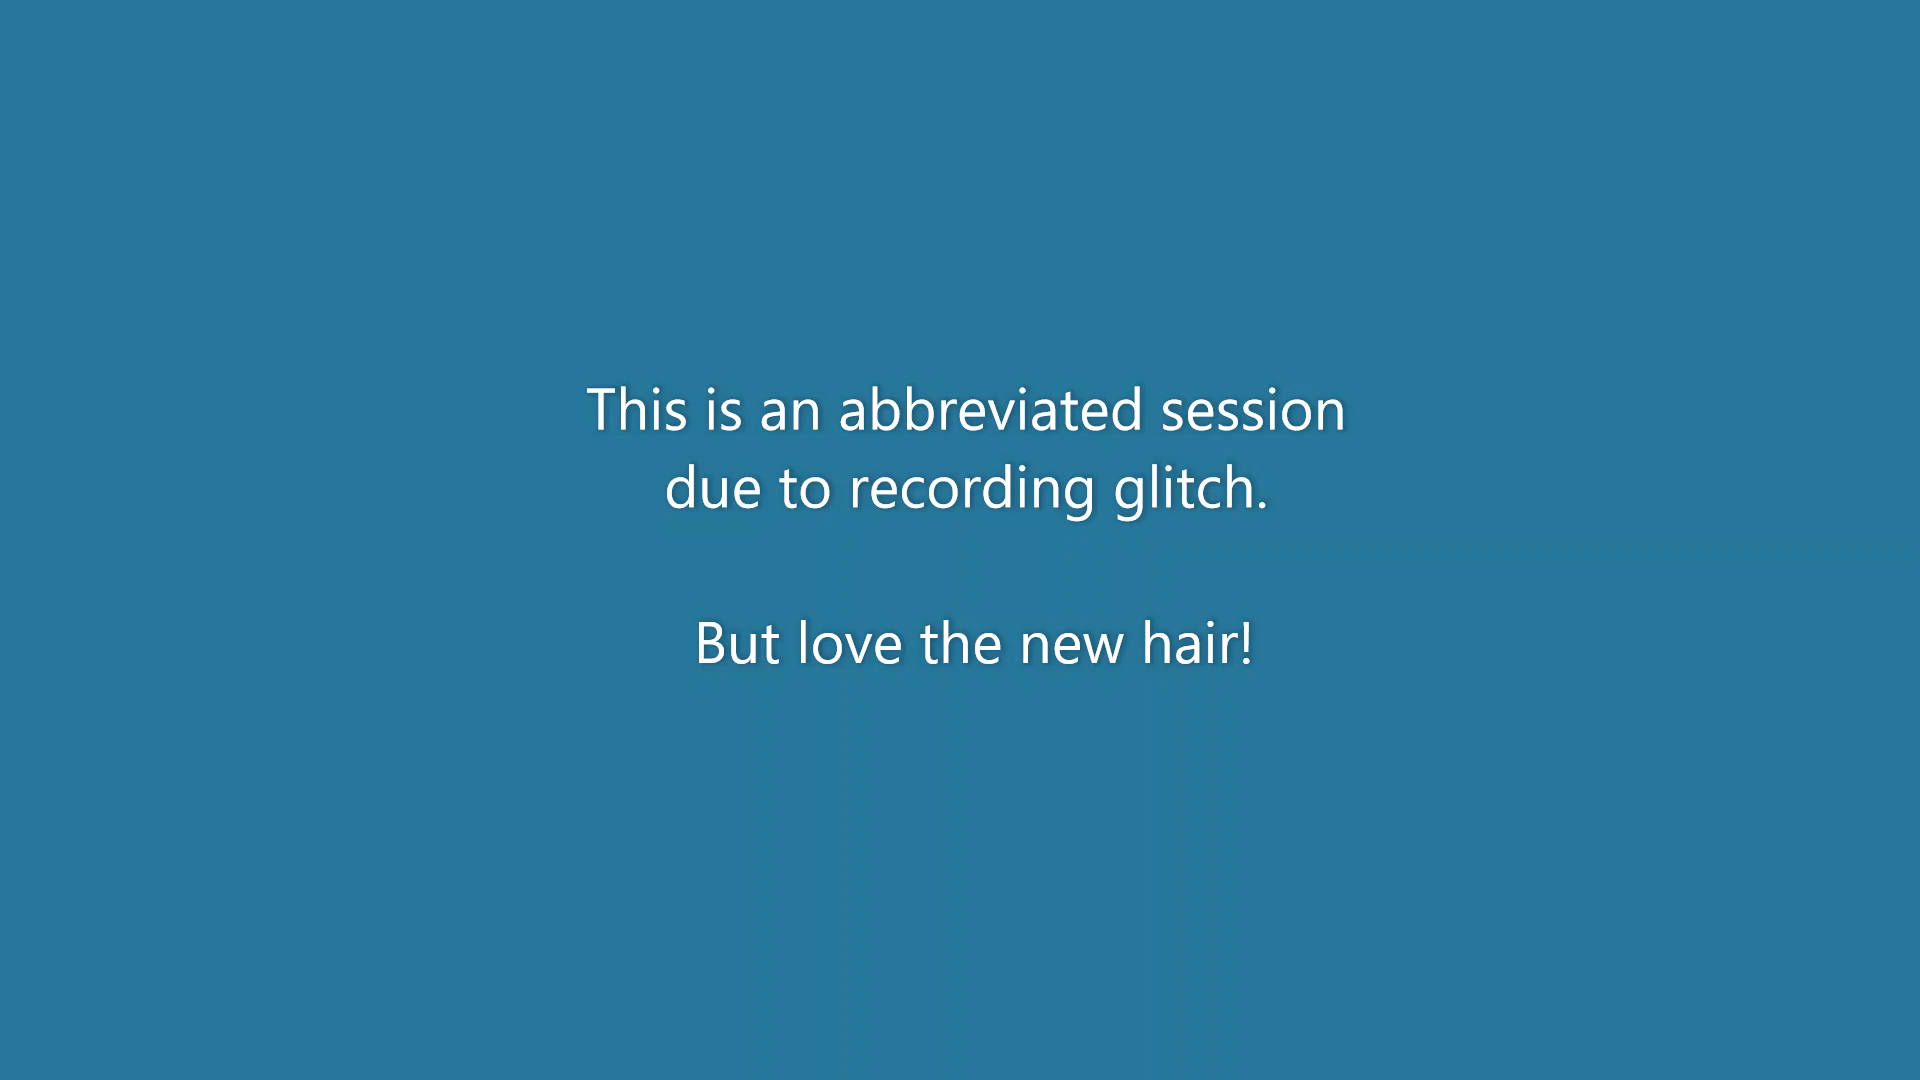 This is an abbreviated session
due to recording glitch.
But love the new hair!